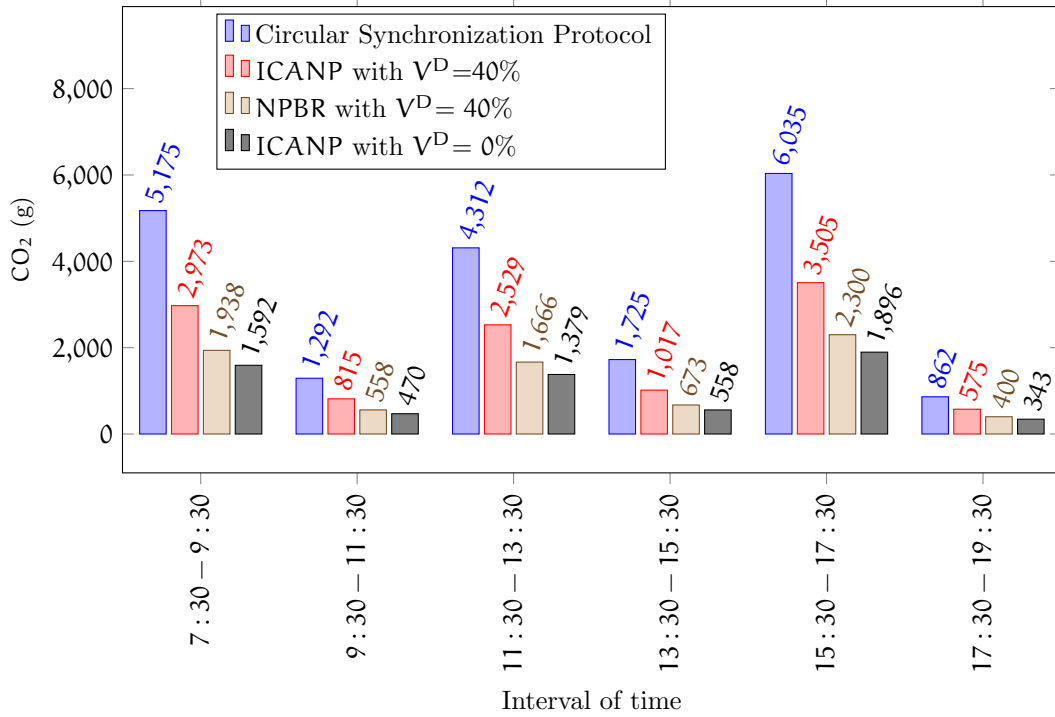 Circular Synchronization Protocol
ICANP with V^D=40%
NPBR with V^D= 40%
ICANP with V^D= 0%
8,000
6,000
4,000
2,000
0
CO₂ (g)
5,175
2,973
1,938
1,592
1,292
815
558
470
4,312
2,529
1,666
1,379
1,725
1,017
673
558
6,035
3,505
2,300
1,896
862
575
400
343
7:30 − 9:30
9:30 − 11:30
11:30 − 13:30
13:30 − 15:30
15:30 − 17:30
17:30 − 19:30
Interval of time